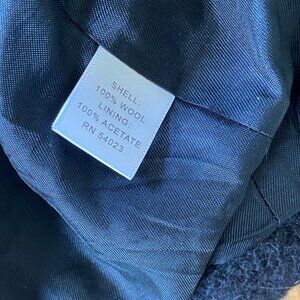 SHELL:
100% WOOL
LINING:
100% ACETATE
RN 54023